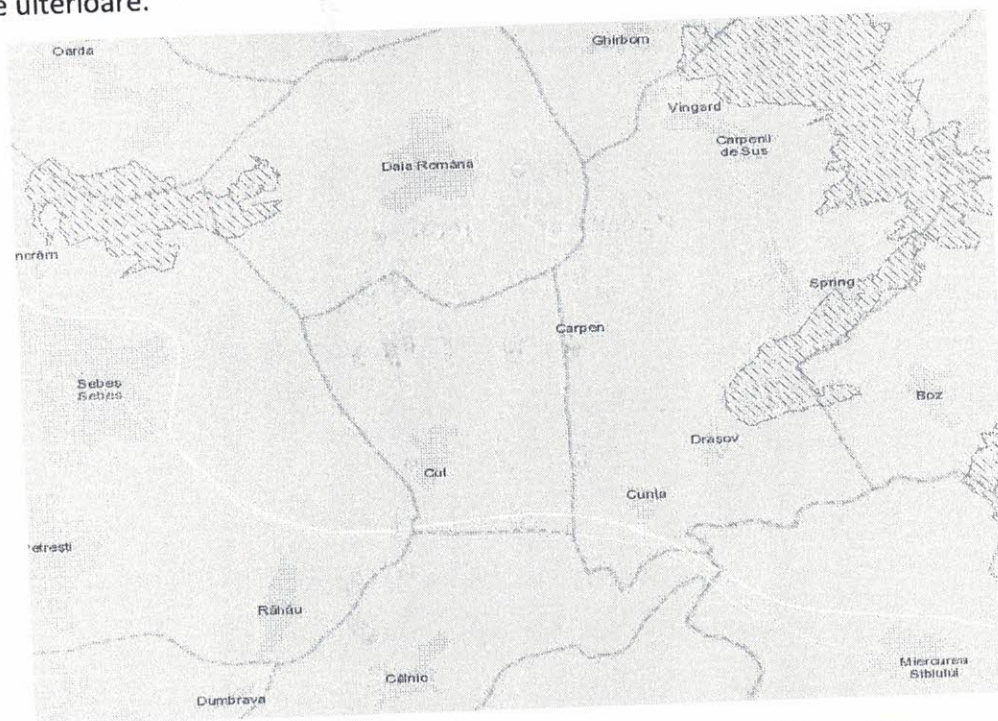 ulterioare.
Oarda
Ghirbom
Vingard
Carpenii
de Sus
Daia Română
ncrăm
Spring
Carpen
Sebeș
Sebeș
Boz
Drașov
Cut
Cunța
etrești
Răhău
Miercurea
Sibiului
Câlnic
Dumbrava